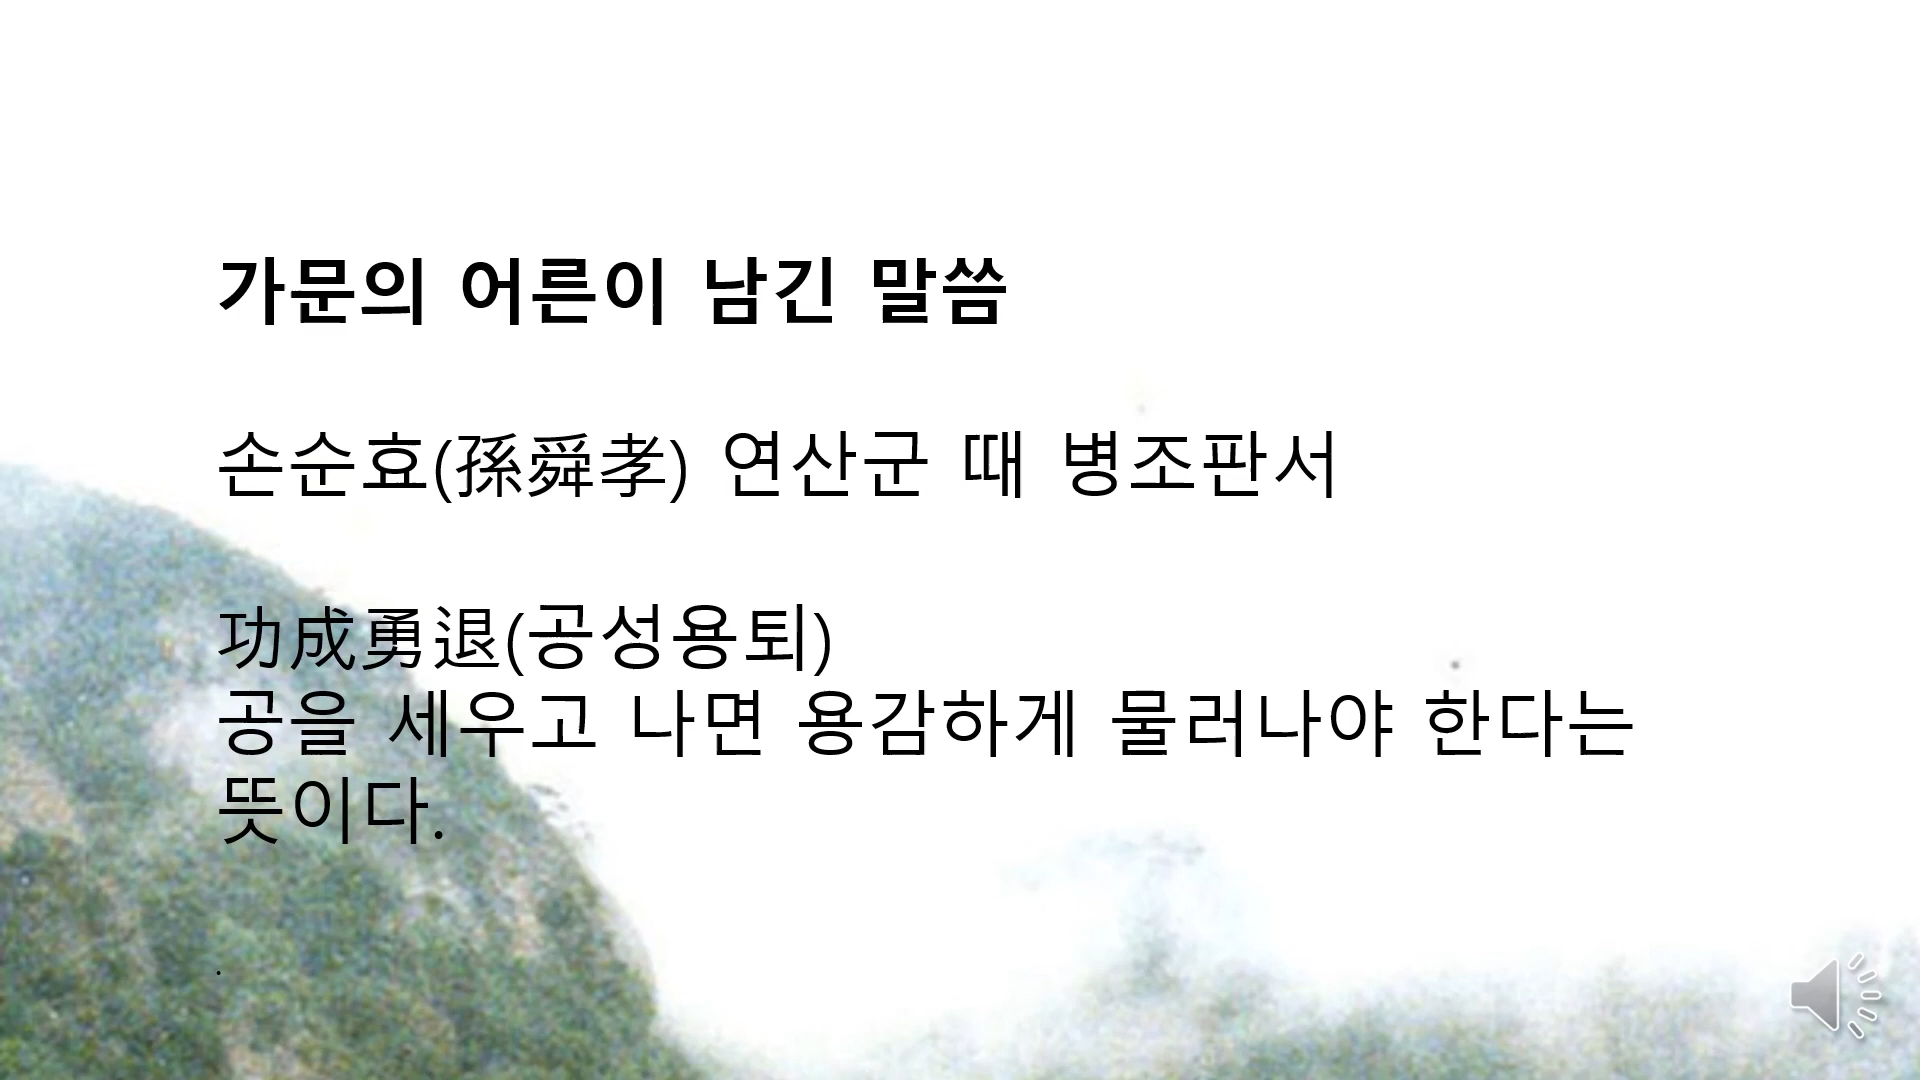 가문의 어른이 남긴 말씀
손순효(孫舜孝) 연산군 때 병조판서
功成勇退(공성용퇴)
공을 세우고 나면 용감하게 물러나야 한다는
뜻이다.
.